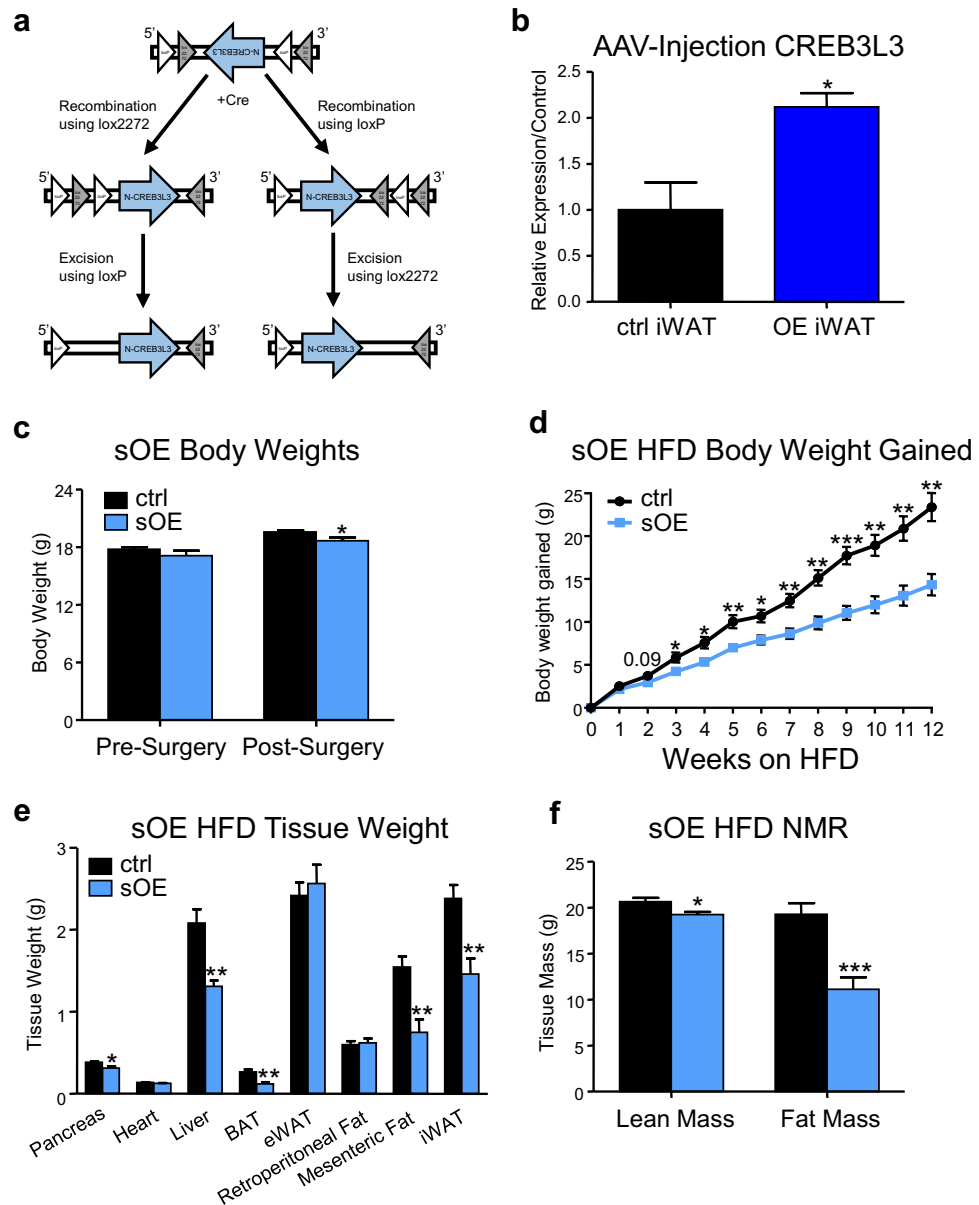 a
5’ 3’
N-CREB3L3
+Cre
Recombination
using lox2272
Recombination
using loxP
5’ 3’
N-CREB3L3
5’ 3’
N-CREB3L3
Excision
using loxP
Excision
using lox2272
5’ 3’
N-CREB3L3
5’ 3’
N-CREB3L3
b
AAV-Injection CREB3L3
Relative Expression/Control
2.5
2.0
1.5
1.0
0.5
0.0
*
ctrl iWAT
OE iWAT
c
sOE Body Weights
Body Weight (g)
24
18
12
6
0
ctrl
sOE
*
Pre-Surgery
Post-Surgery
d
sOE HFD Body Weight Gained
Body weight gained (g)
25
20
15
10
5
0
ctrl
sOE
0.09
*
*
**
*
**
**
***
**
**
**
0 1 2 3 4 5 6 7 8 9 10 11 12
Weeks on HFD
e
sOE HFD Tissue Weight
Tissue Weight (g)
3
2
1
0
ctrl
sOE
*
**
**
**
**
Pancreas
Heart
Liver
BAT
eWAT
Retroperitoneal Fat
Mesenteric Fat
iWAT
f
sOE HFD NMR
Tissue Mass (g)
25
20
15
10
5
0
*
***
Lean Mass
Fat Mass